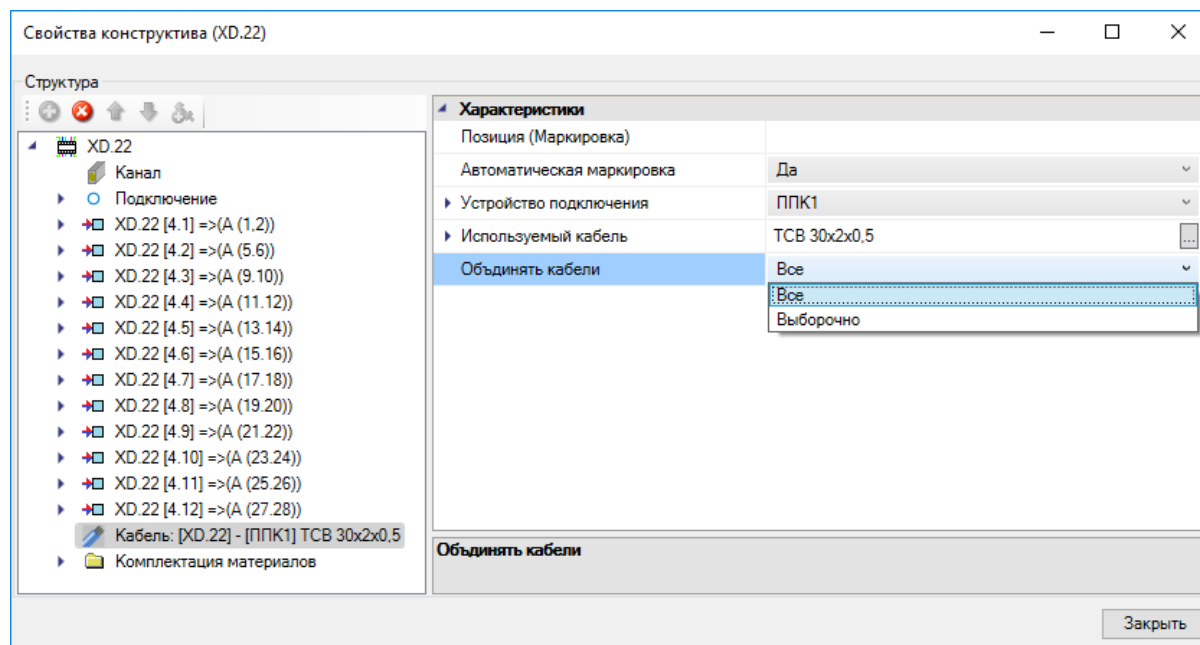 Свойства конструктива (XD.22)
Структура
XD.22
Канал
Подключение
XD.22 [4.1] =>(A (1,2))
XD.22 [4.2] =>(A (5.6))
XD.22 [4.3] =>(A (9.10))
XD.22 [4.4] =>(A (11.12))
XD.22 [4.5] =>(A (13.14))
XD.22 [4.6] =>(A (15.16))
XD.22 [4.7] =>(A (17.18))
XD.22 [4.8] =>(A (19.20))
XD.22 [4.9] =>(A (21.22))
XD.22 [4.10] =>(A (23.24))
XD.22 [4.11] =>(A (25.26))
XD.22 [4.12] =>(A (27.28))
Кабель: [XD.22] - [ППК1] ТСВ 30х2х0,5
Комплектация материалов
Характеристики
Позиция (Маркировка)
Автоматическая маркировка Да
Устройство подключения ППК1
Используемый кабель ТСВ 30х2х0,5 ...
Объдинять кабели Все
Все
Выборочно
Объдинять кабели
Закрыть